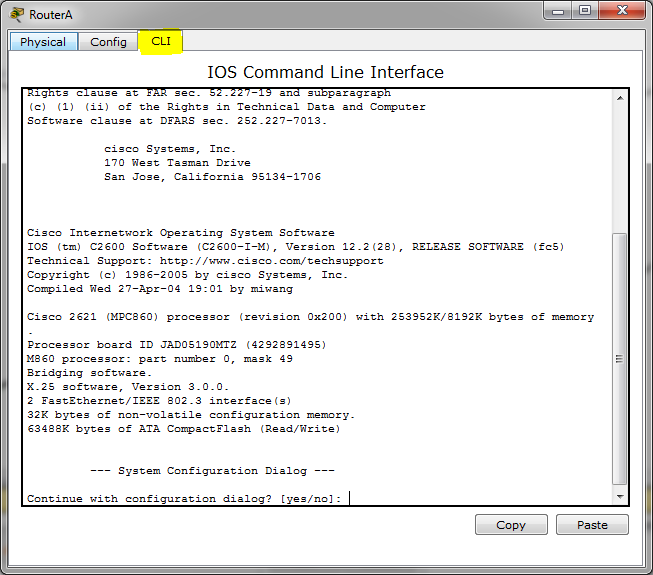 RouterA
Physical Config CLI
IOS Command Line Interface
Rights clause at FAR sec. 52.227-19 and subparagraph
(c) (1) (ii) of the Rights in Technical Data and Computer
Software clause at DFARS sec. 252.227-7013.
cisco Systems, Inc.
170 West Tasman Drive
San Jose, California 95134-1706
Cisco Internetwork Operating System Software
IOS (tm) C2600 Software (C2600-I-M), Version 12.2(28), RELEASE SOFTWARE (fc5)
Technical Support: http://www.cisco.com/techsupport
Copyright (c) 1986-2005 by cisco Systems, Inc.
Compiled Wed 27-Apr-04 19:01 by miwang
Cisco 2621 (MPC860) processor (revision 0x200) with 253952K/8192K bytes of memory
.
Processor board ID JAD05190MTZ (4292891495)
M860 processor: part number 0, mask 49
Bridging software.
X.25 software, Version 3.0.0.
2 FastEthernet/IEEE 802.3 interface(s)
32K bytes of non-volatile configuration memory.
63488K bytes of ATA CompactFlash (Read/Write)
--- System Configuration Dialog ---
Continue with configuration dialog? [yes/no]:
Copy Paste